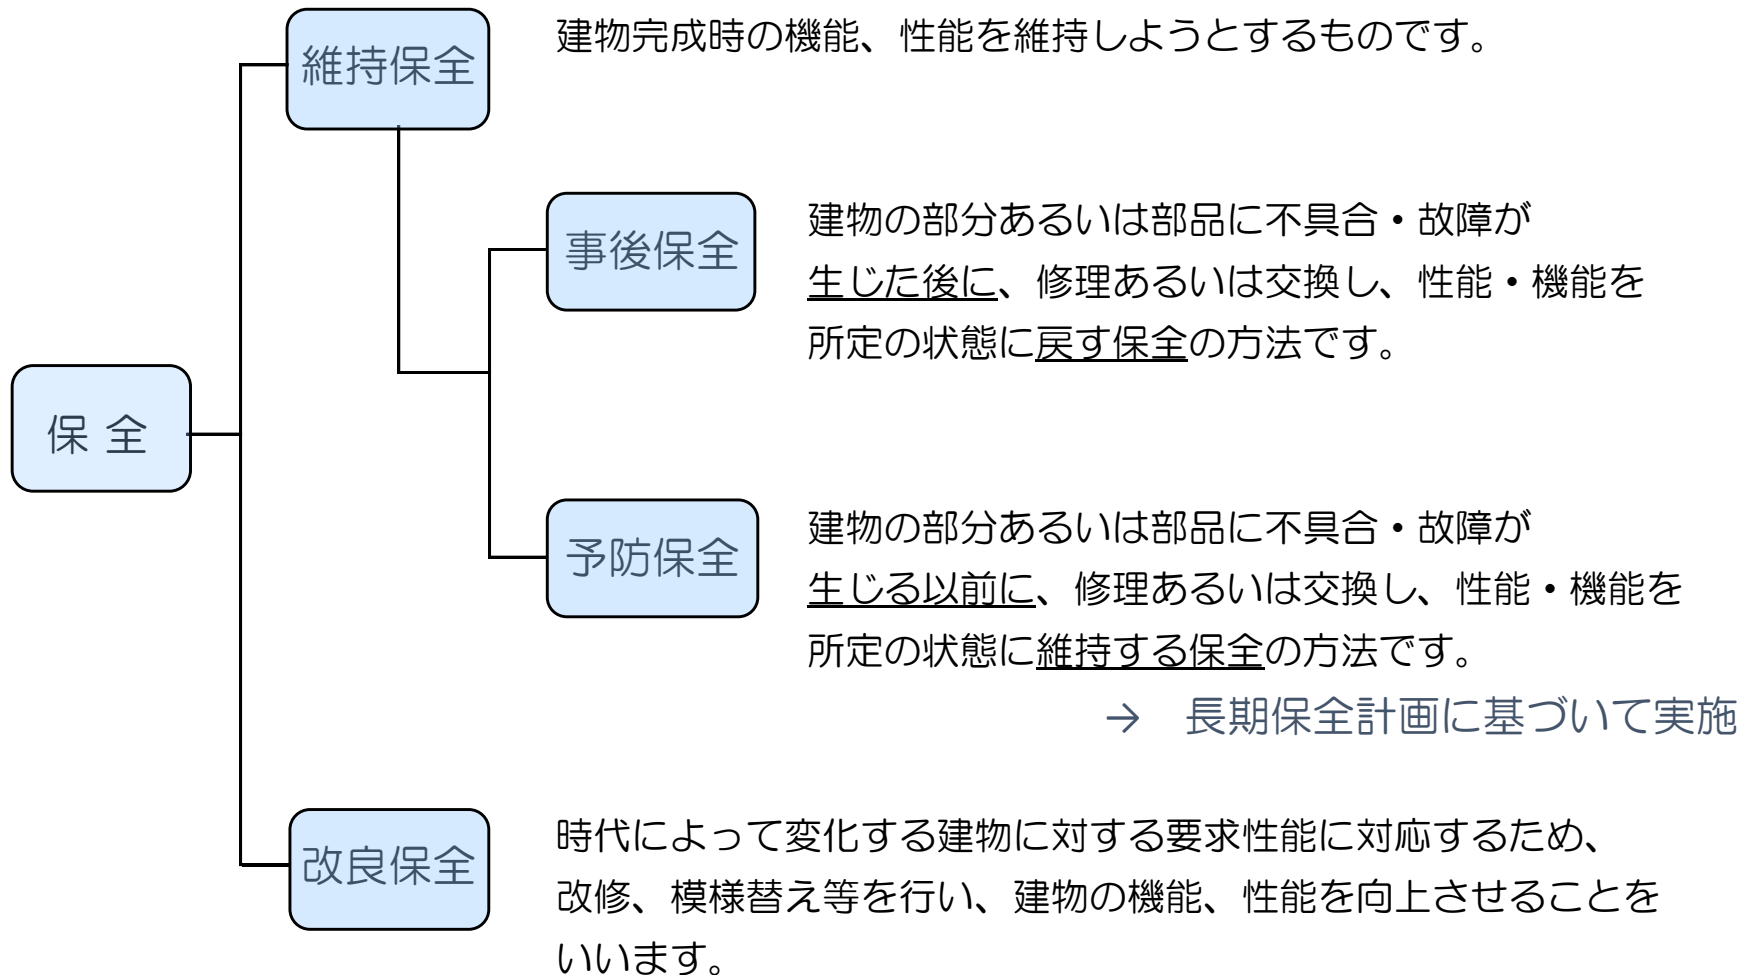 維持保全
建物完成時の機能、性能を維持しようとするものです。
事後保全
建物の部分あるいは部品に不具合・故障が
生じた後に、修理あるいは交換し、性能・機能を
所定の状態に戻す保全の方法です。
保 全
予防保全
建物の部分あるいは部品に不具合・故障が
生じる以前に、修理あるいは交換し、性能・機能を
所定の状態に維持する保全の方法です。
→ 長期保全計画に基づいて実施
改良保全
時代によって変化する建物に対する要求性能に対応するため、
改修、模様替え等を行い、建物の機能、性能を向上させることを
いいます。